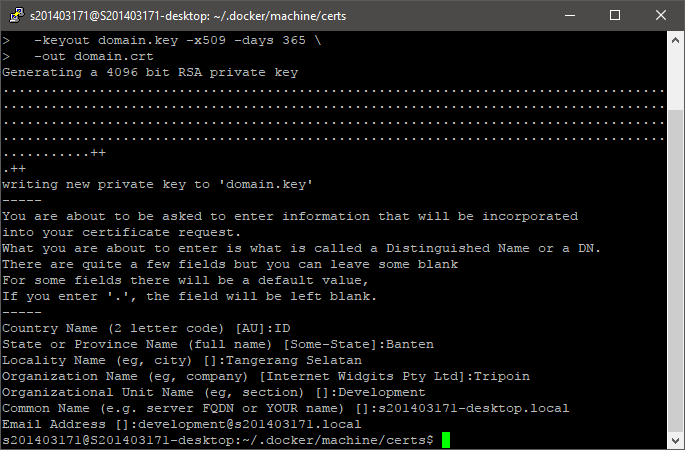 s201403171@S201403171-desktop: ~/.docker/machine/certs
>   -keyout domain.key -x509 -days 365 \
>   -out domain.crt
Generating a 4096 bit RSA private key
...................................................................................
...................................................................................
...................................................................................
...................................................................................
...........++
.++
writing new private key to 'domain.key'
-----
You are about to be asked to enter information that will be incorporated
into your certificate request.
What you are about to enter is what is called a Distinguished Name or a DN.
There are quite a few fields but you can leave some blank
For some fields there will be a default value,
If you enter '.', the field will be left blank.
-----
Country Name (2 letter code) [AU]:ID
State or Province Name (full name) [Some-State]:Banten
Locality Name (eg, city) []:Tangerang Selatan
Organization Name (eg, company) [Internet Widgits Pty Ltd]:Tripoin
Organizational Unit Name (eg, section) []:Development
Common Name (e.g. server FQDN or YOUR name) []:s201403171-desktop.local
Email Address []:development@s201403171.local
s201403171@S201403171-desktop:~/.docker/machine/certs$